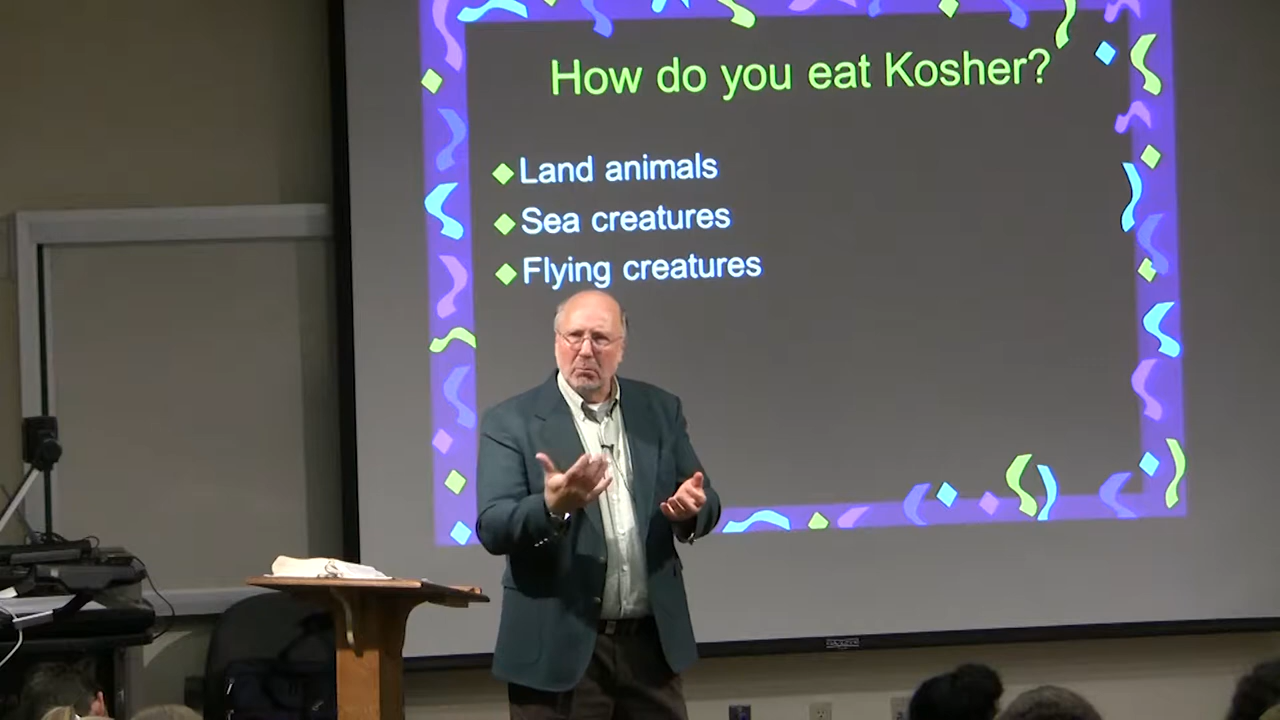 How do you eat Kosher?
Land animals
Sea creatures
Flying creatures